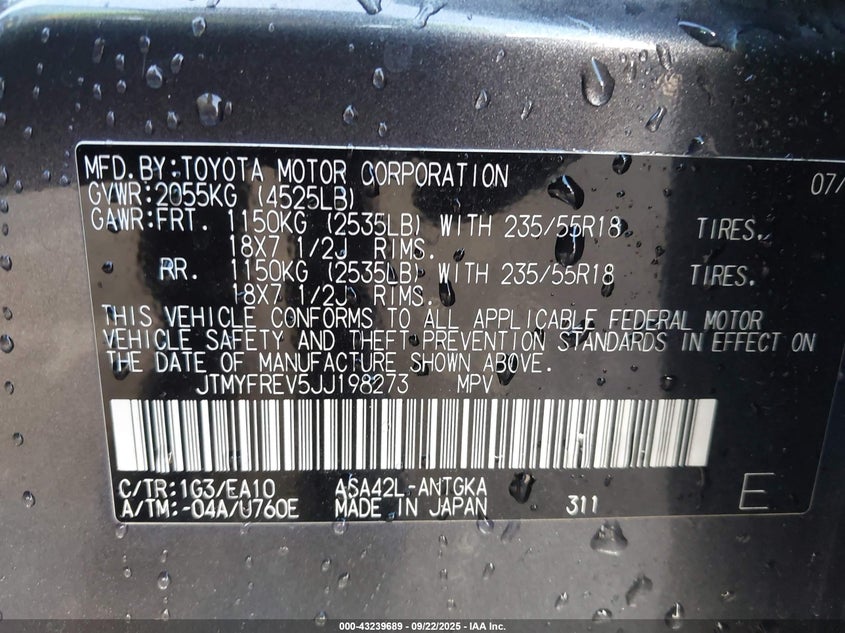 MFD.BY:TOYOTA MOTOR CORPORATION 07/
GVWR:2055KG (4525LB)
GAWR:FRT. 1150KG (2535LB) WITH 235/55R18 TIRES,
18X7 1/2J RIMS.
RR. 1150KG (2535LB) WITH 235/55R18 TIRES.
18X7 1/2J RIMS.
THIS VEHICLE CONFORMS TO ALL APPLICABLE FEDERAL MOTOR
VEHICLE SAFETY AND THEFT PREVENTION STANDARDS IN EFFECT ON
THE DATE OF MANUFACTURE SHOWN ABOVE.
JTMYFREV5JJ198273 MPV
C/TR:1G3/EA10 ASA42L-ANTGKA
A/TM:-04A/U760E MADE IN JAPAN 311 E
000-43239689 - 09/22/2025 - IAA Inc.